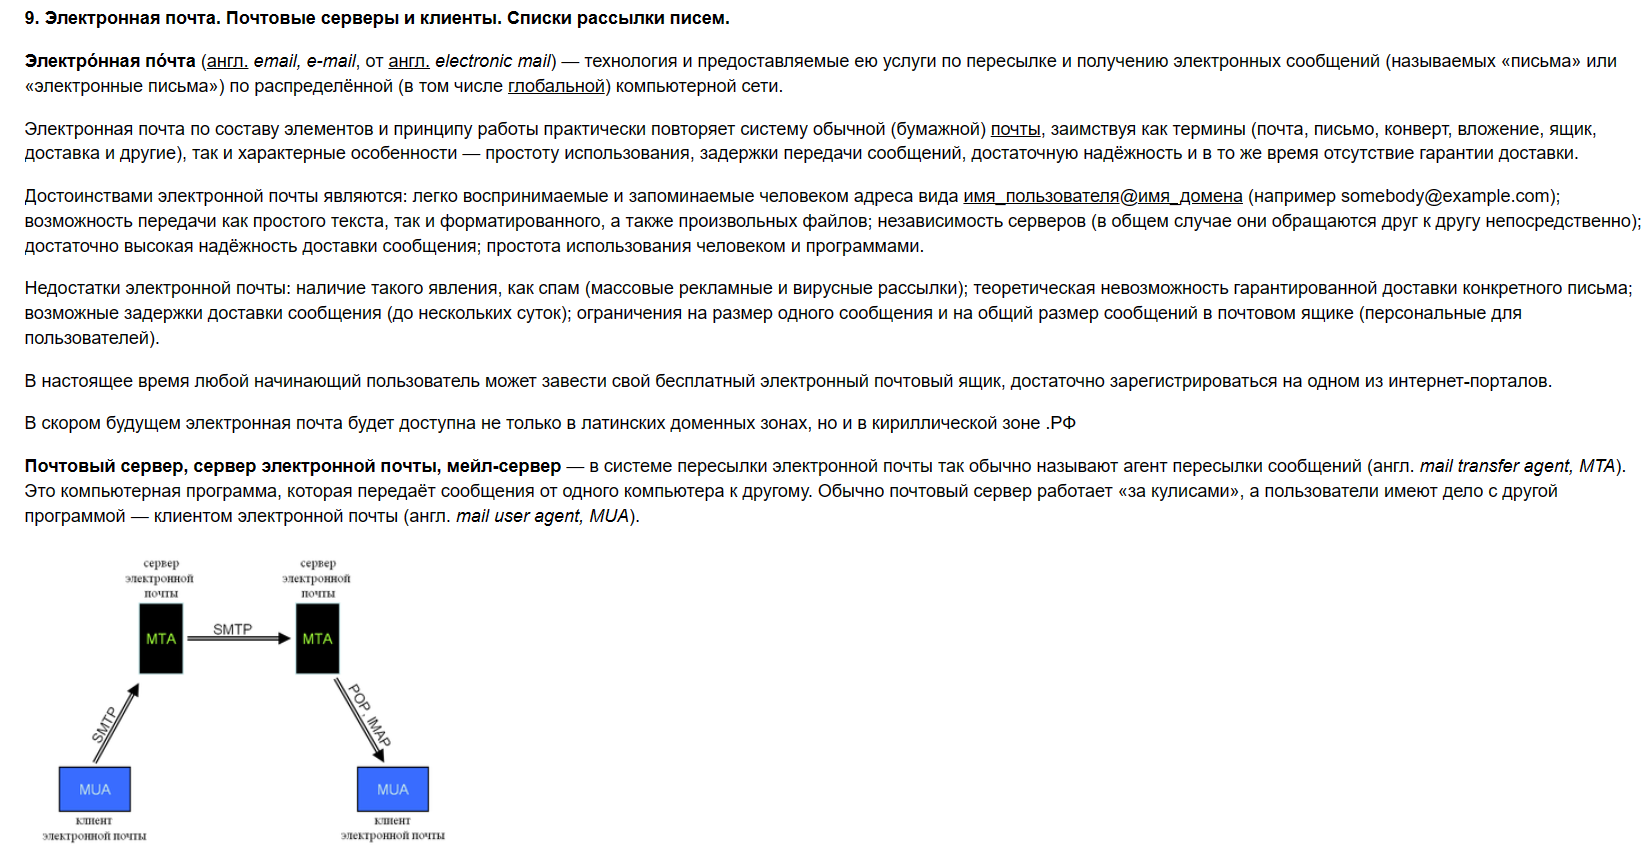 9. Электронная почта. Почтовые серверы и клиенты. Списки рассылки писем.
Электро́нная по́чта (англ. email, e-mail, от англ. electronic mail) — технология и предоставляемые ею услуги по пересылке и получению электронных сообщений (называемых «письма» или
«электронные письма») по распределённой (в том числе глобальной) компьютерной сети.
Электронная почта по составу элементов и принципу работы практически повторяет систему обычной (бумажной) почты, заимствуя как термины (почта, письмо, конверт, вложение, ящик,
доставка и другие), так и характерные особенности — простоту использования, задержки передачи сообщений, достаточную надёжность и в то же время отсутствие гарантии доставки.
Достоинствами электронной почты являются: легко воспринимаемые и запоминаемые человеком адреса вида имя_пользователя@имя_домена (например somebody@example.com);
возможность передачи как простого текста, так и форматированного, а также произвольных файлов; независимость серверов (в общем случае они обращаются друг к другу непосредственно);
достаточно высокая надёжность доставки сообщения; простота использования человеком и программами.
Недостатки электронной почты: наличие такого явления, как спам (массовые рекламные и вирусные рассылки); теоретическая невозможность гарантированной доставки конкретного письма;
возможные задержки доставки сообщения (до нескольких суток); ограничения на размер одного сообщения и на общий размер сообщений в почтовом ящике (персональные для
пользователей).
В настоящее время любой начинающий пользователь может завести свой бесплатный электронный почтовый ящик, достаточно зарегистрироваться на одном из интернет-порталов.
В скором будущем электронная почта будет доступна не только в латинских доменных зонах, но и в кириллической зоне .РФ
Почтовый сервер, сервер электронной почты, мейл-сервер — в системе пересылки электронной почты так обычно называют агент пересылки сообщений (англ. mail transfer agent, MTA).
Это компьютерная программа, которая передаёт сообщения от одного компьютера к другому. Обычно почтовый сервер работает «за кулисами», а пользователи имеют дело с другой
программой — клиентом электронной почты (англ. mail user agent, MUA).
сервер
электронной
почты
сервер
электронной
почты
MTA
SMTP
MTA
SMTP
POP, IMAP
MUA
MUA
клиент
электронной почты
клиент
электронной почты